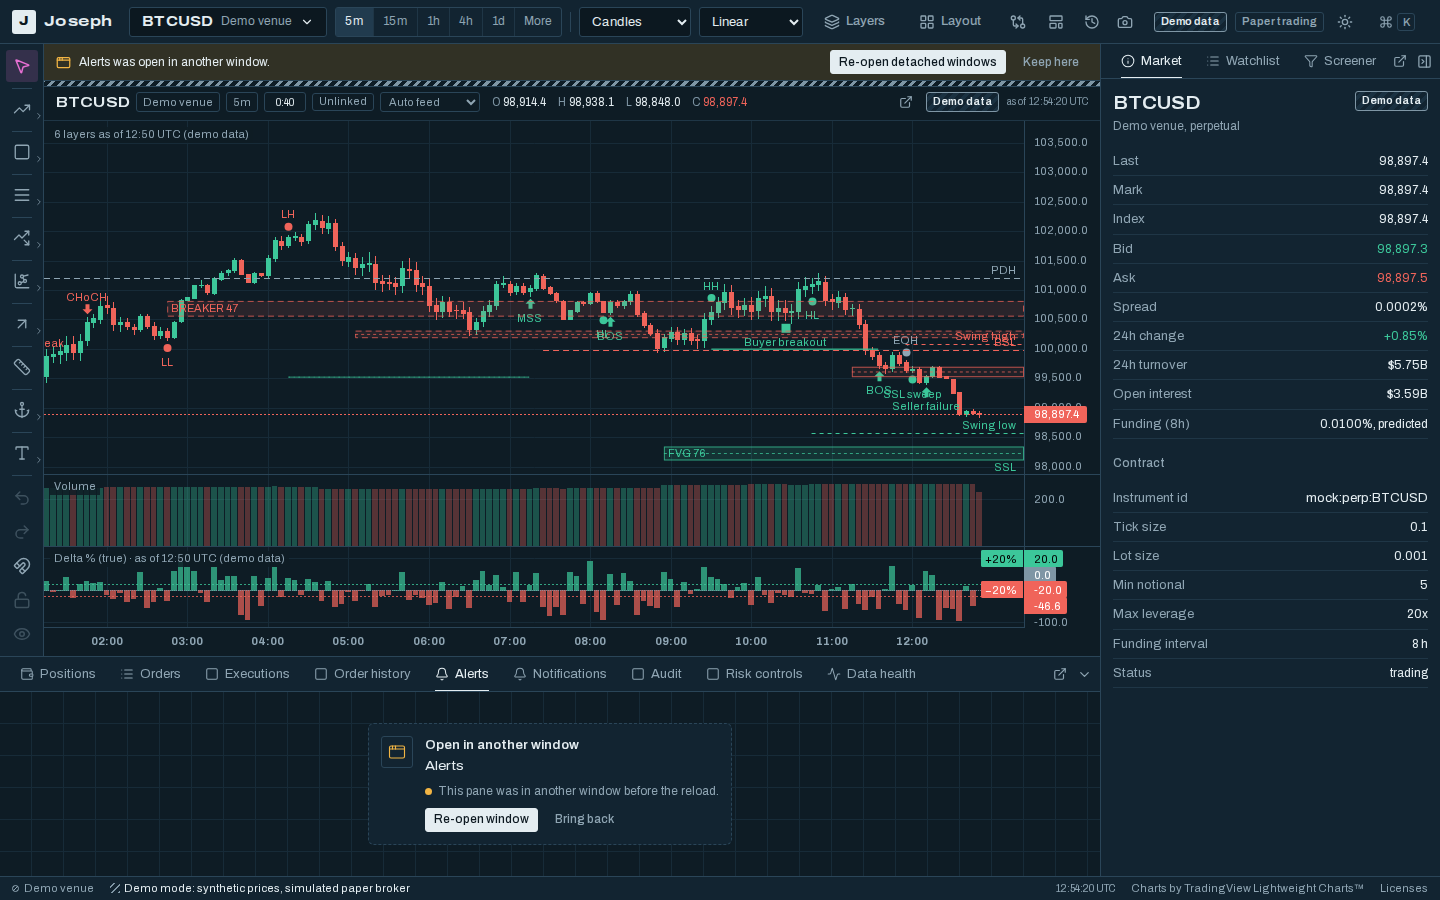 J Joseph
BTCUSD Demo venue
5m 15m 1h 4h 1d More
Candles
Linear
Layers
Layout
Demo data
Paper trading
⌘ K
Alerts was open in another window.
Re-open detached windows
Keep here
Market
Watchlist
Screener
BTCUSD Demo venue 5m 0:40 Unlinked Auto feed O 98,914.4 H 98,938.1 L 98,848.0 C 98,897.4
Demo data
as of 12:54:20 UTC
6 layers as of 12:50 UTC (demo data)
LH
PDH
CHoCH
HH
BREAKER 47
MSS
HL
BOS
Buyer breakout
EQH
Swing high
LL
BOS
SSL sweep
Seller failure
Swing low
FVG 76
SSL
103,500.0
103,000.0
102,500.0
102,000.0
101,500.0
101,000.0
100,500.0
100,000.0
99,500.0
98,897.4
98,500.0
98,000.0
Volume
200.0
Delta % (true) · as of 12:50 UTC (demo data)
+20% 20.0
0.0
−20% -20.0
-46.6
-100.0
02:00 03:00 04:00 05:00 06:00 07:00 08:00 09:00 10:00 11:00 12:00
BTCUSD
Demo data
Demo venue, perpetual
Last 98,897.4
Mark 98,897.4
Index 98,897.4
Bid 98,897.3
Ask 98,897.5
Spread 0.0002%
24h change +0.85%
24h turnover $5.75B
Open interest $3.59B
Funding (8h) 0.0100%, predicted
Contract
Instrument id mock:perp:BTCUSD
Tick size 0.1
Lot size 0.001
Min notional 5
Max leverage 20x
Funding interval 8 h
Status trading
Positions
Orders
Executions
Order history
Alerts
Notifications
Audit
Risk controls
Data health
Open in another window
Alerts
This pane was in another window before the reload.
Re-open window
Bring back
Demo venue
Demo mode: synthetic prices, simulated paper broker
12:54:20 UTC
Charts by TradingView Lightweight Charts™
Licenses